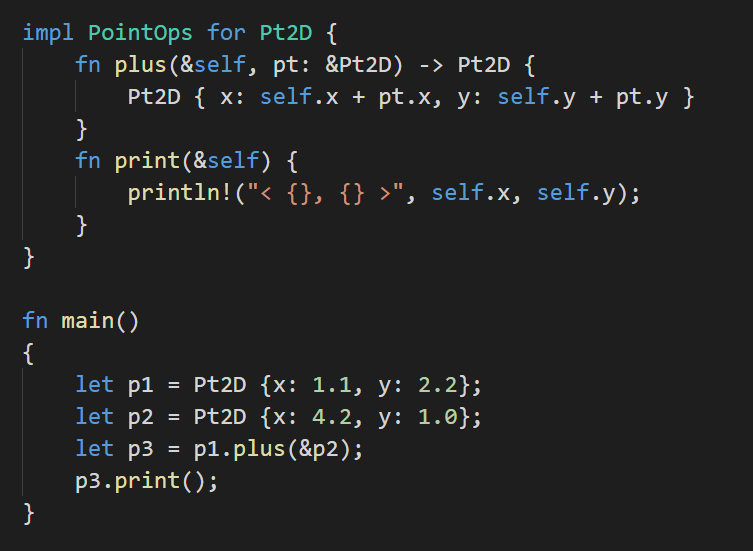 impl PointOps for Pt2D {
    fn plus(&self, pt: &Pt2D) -> Pt2D {
        Pt2D { x: self.x + pt.x, y: self.y + pt.y }
    }
    fn print(&self) {
        println!("< {}, {} >", self.x, self.y);
    }
}

fn main()
{
    let p1 = Pt2D {x: 1.1, y: 2.2};
    let p2 = Pt2D {x: 4.2, y: 1.0};
    let p3 = p1.plus(&p2);
    p3.print();
}